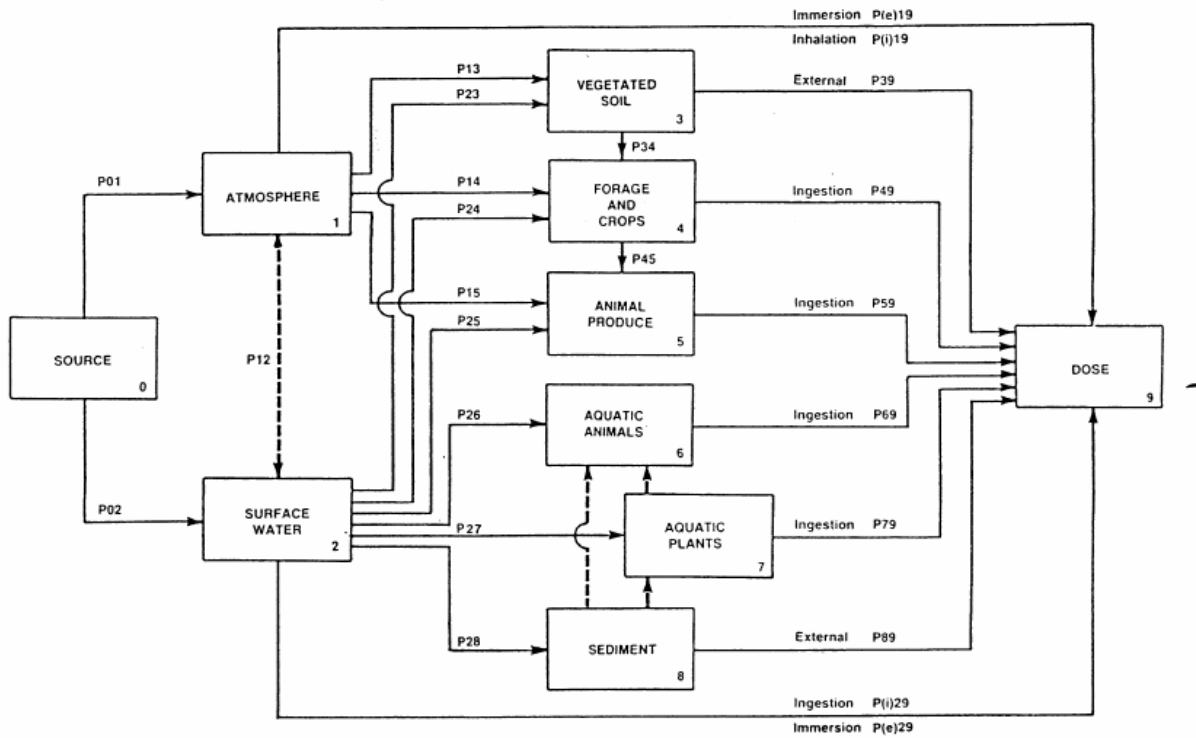 Immersion P(e)19
Inhalation P(i)19
P13
P23
VEGETATED
SOIL
3
External P39
P34
P01
ATMOSPHERE
1
P14
P24
FORAGE
AND
CROPS
4
Ingestion P49
P45
P15
P25
ANIMAL
PRODUCE
5
Ingestion P59
SOURCE
0
P12
DOSE
9
P26
AQUATIC
ANIMALS
6
Ingestion P69
P02
SURFACE
WATER
2
P27
AQUATIC
PLANTS
7
Ingestion P79
P28
SEDIMENT
8
External P89
Ingestion P(i)29
Immersion P(e)29